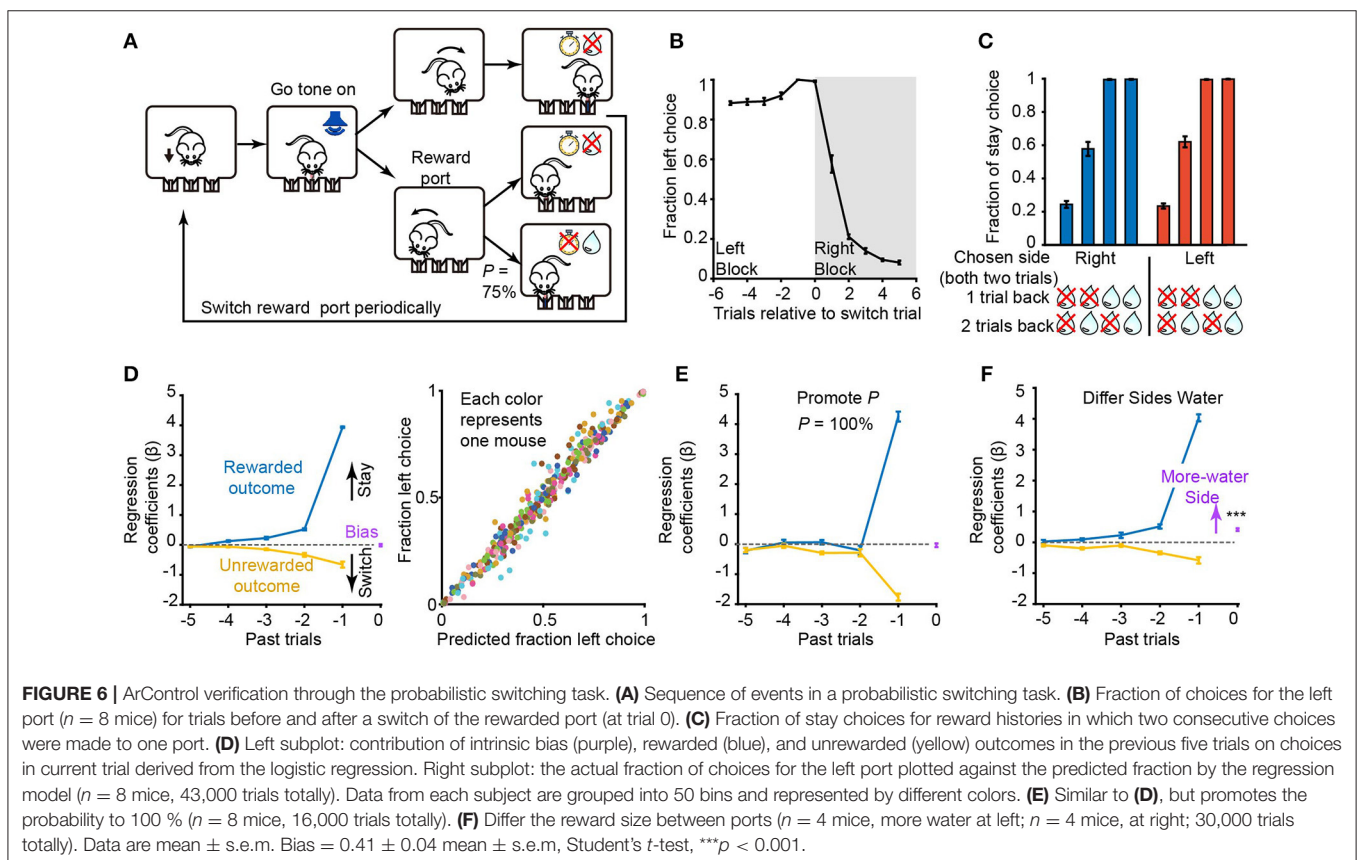 A
Go tone on
Reward
port
P =
75%
Switch reward port periodically
B
Fraction left choice
1
0.8
0.6
0.4
0.2
0
Left
Block
Right
Block
-6 -4 -2 0 2 4 6
Trials relative to switch trial
C
Fraction of stay choice
1
0.8
0.6
0.4
0.2
0
Chosen side
(both two trials)
Right
Left
1 trial back
2 trials back
D
Regression
coefficients (β)
5
4
3
2
1
0
-1
-2
Rewarded
outcome
Stay
Bias
Unrewarded
outcome
Switch
-5 -4 -3 -2 -1 0
Past trials
Fraction left choice
1
0.5
0
Each color
represents
one mouse
0 0.5 1
Predicted fraction left choice
E
Regression
coefficients (β)
5
4
3
2
1
0
-1
-2
Promote P
P = 100%
-5 -4 -3 -2 -1 0
Past trials
F
Regression
coefficients (β)
5
4
3
2
1
0
-1
-2
Differ Sides Water
More-water
Side
***
-5 -4 -3 -2 -1 0
Past trials
FIGURE 6 | ArControl verification through the probabilistic switching task. (A) Sequence of events in a probabilistic switching task. (B) Fraction of choices for the left
port (n = 8 mice) for trials before and after a switch of the rewarded port (at trial 0). (C) Fraction of stay choices for reward histories in which two consecutive choices
were made to one port. (D) Left subplot: contribution of intrinsic bias (purple), rewarded (blue), and unrewarded (yellow) outcomes in the previous five trials on choices
in current trial derived from the logistic regression. Right subplot: the actual fraction of choices for the left port plotted against the predicted fraction by the regression
model (n = 8 mice, 43,000 trials totally). Data from each subject are grouped into 50 bins and represented by different colors. (E) Similar to (D), but promotes the
probability to 100 % (n = 8 mice, 16,000 trials totally). (F) Differ the reward size between ports (n = 4 mice, more water at left; n = 4 mice, at right; 30,000 trials
totally). Data are mean ± s.e.m. Bias = 0.41 ± 0.04 mean ± s.e.m, Student's t-test, ***p < 0.001.